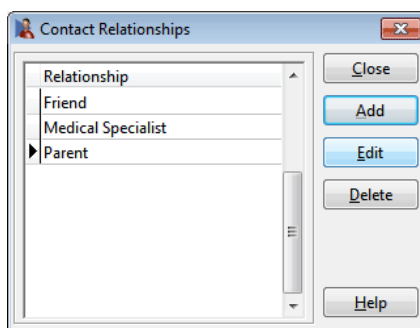 Contact Relationships
Relationship
Friend
Medical Specialist
Parent
Close
Add
Edit
Delete
Help